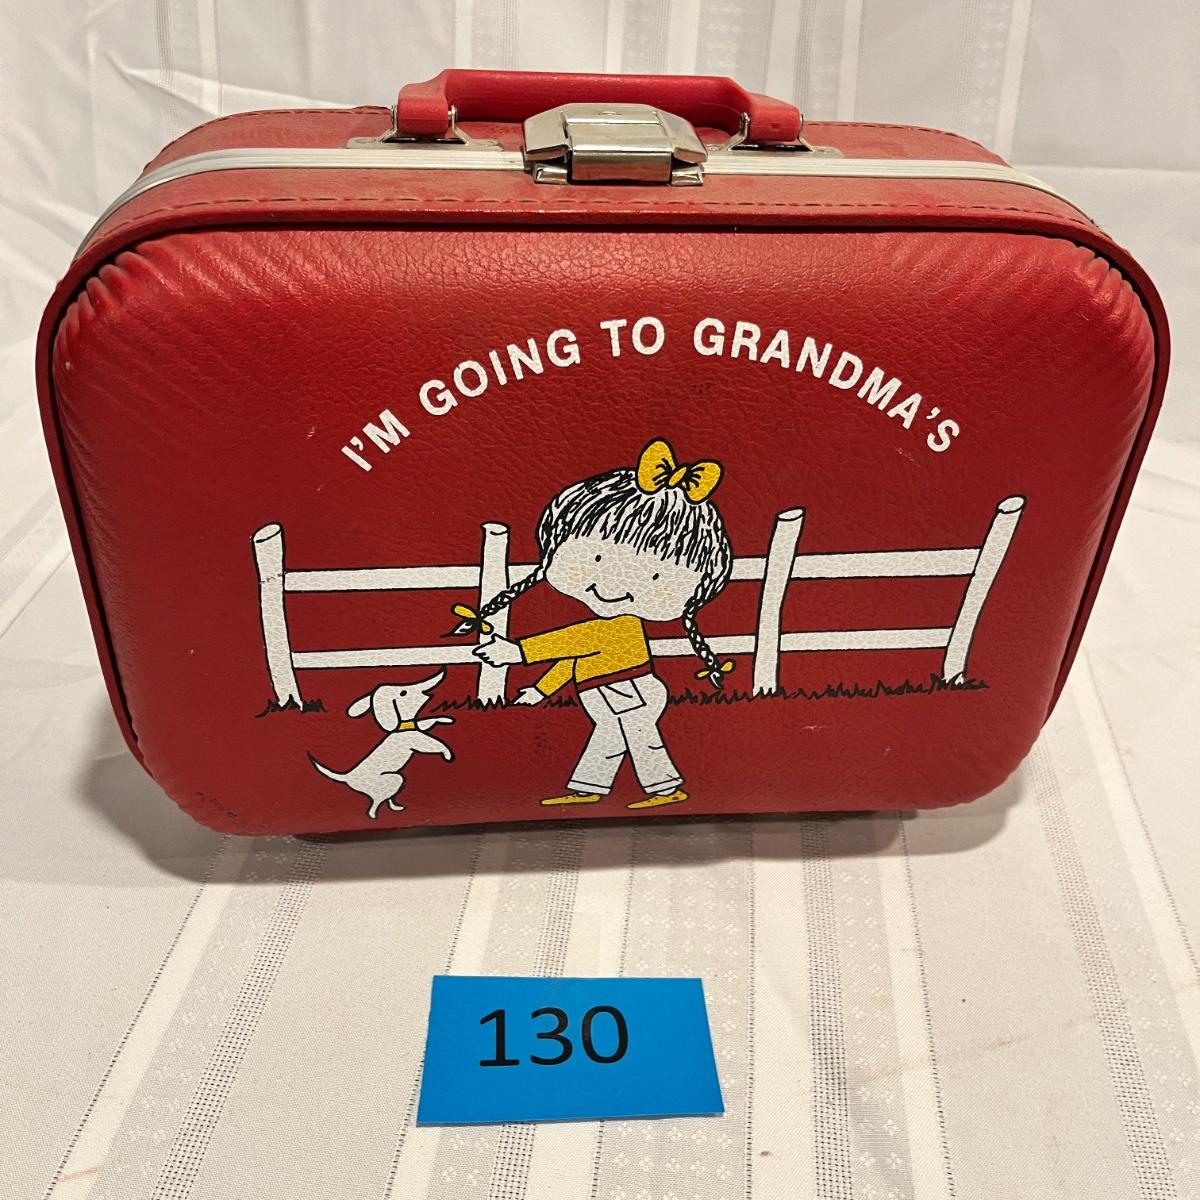 I'M GOING TO GRANDMA'S
130